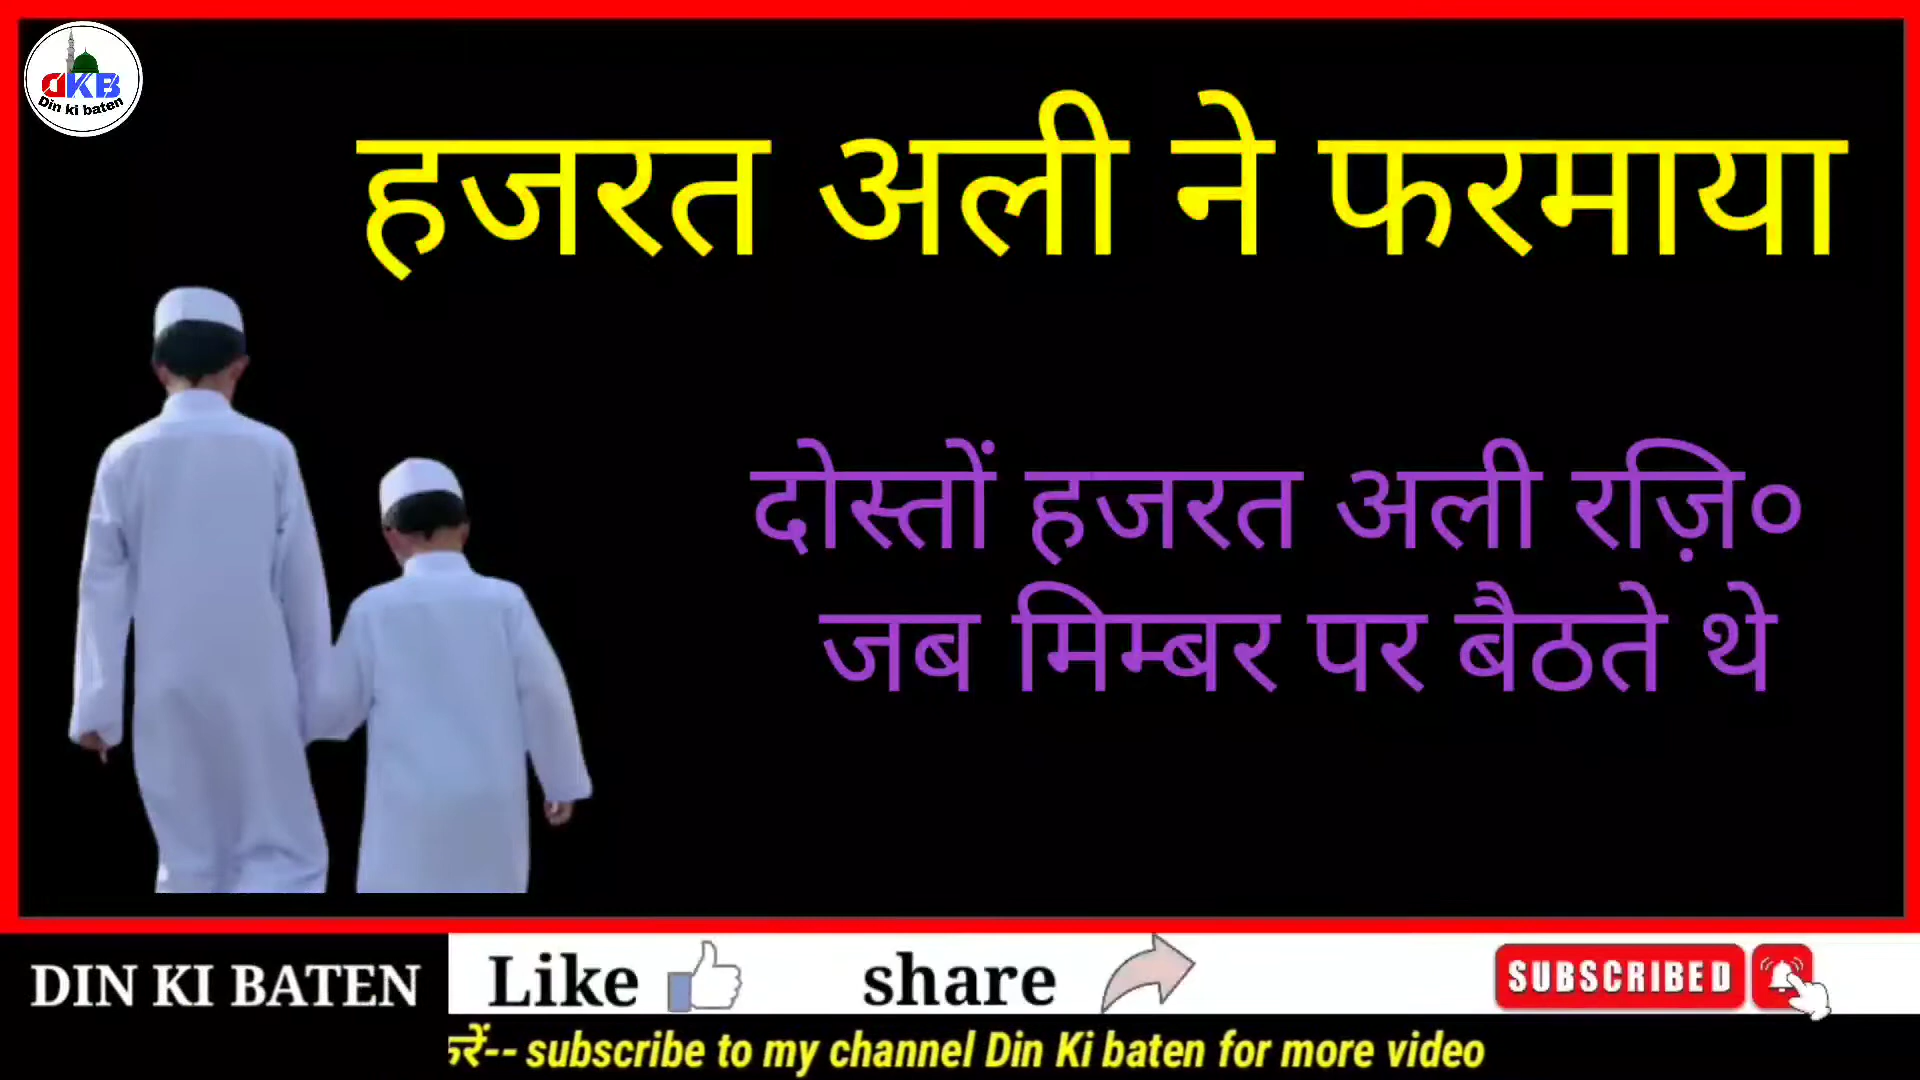 DKB
Din ki baten
हजरत अली ने फरमाया
दोस्तों हजरत अली रज़ि०
जब मिम्बर पर बैठते थे
DIN KI BATEN
Like
share
SUBSCRIBED
-- subscribe to my channel Din Ki baten for more video